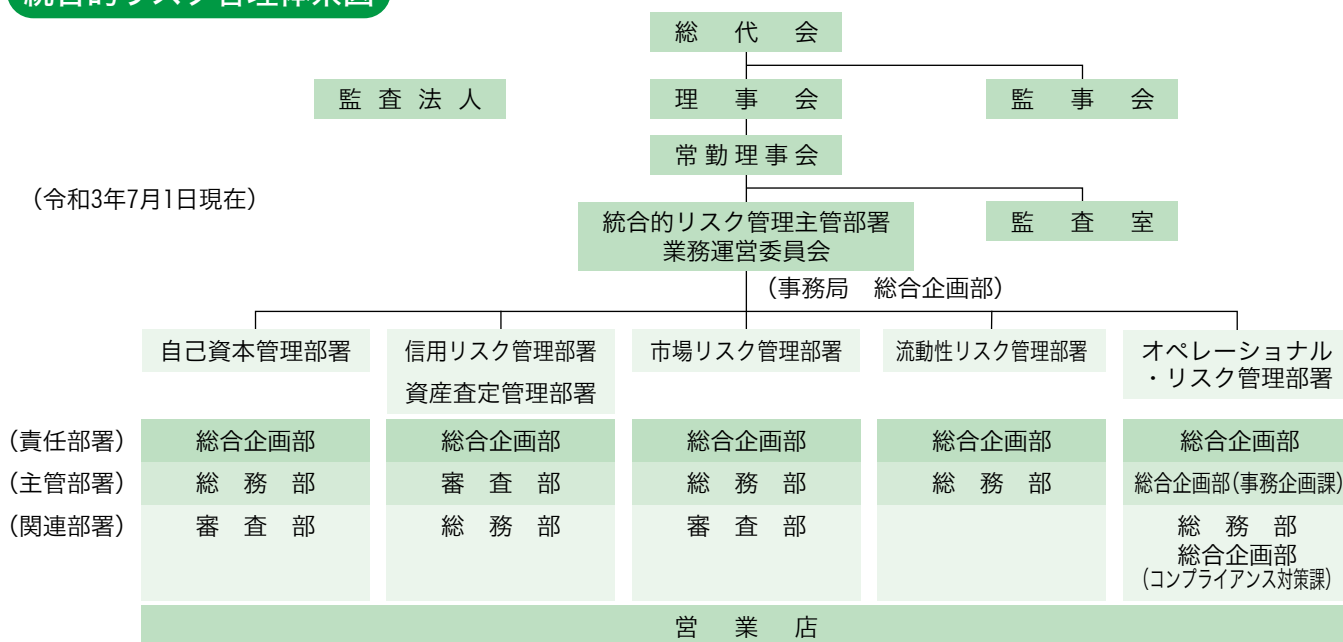 統合的リスク管理体系図
総代会
監査法人
理事会
監事会
常勤理事会
(令和3年7月1日現在)
統合的リスク管理主管部署
業務運営委員会
監査室
(事務局　総合企画部)
自己資本管理部署
信用リスク管理部署
資産査定管理部署
市場リスク管理部署
流動性リスク管理部署
オペレーショナル
・リスク管理部署
(責任部署)
総合企画部
総合企画部
総合企画部
総合企画部
総合企画部
(主管部署)
総務部
審査部
総務部
総務部
総合企画部(事務企画課)
(関連部署)
審査部
総務部
審査部
総務部
総合企画部
(コンプライアンス対策課)
営業店